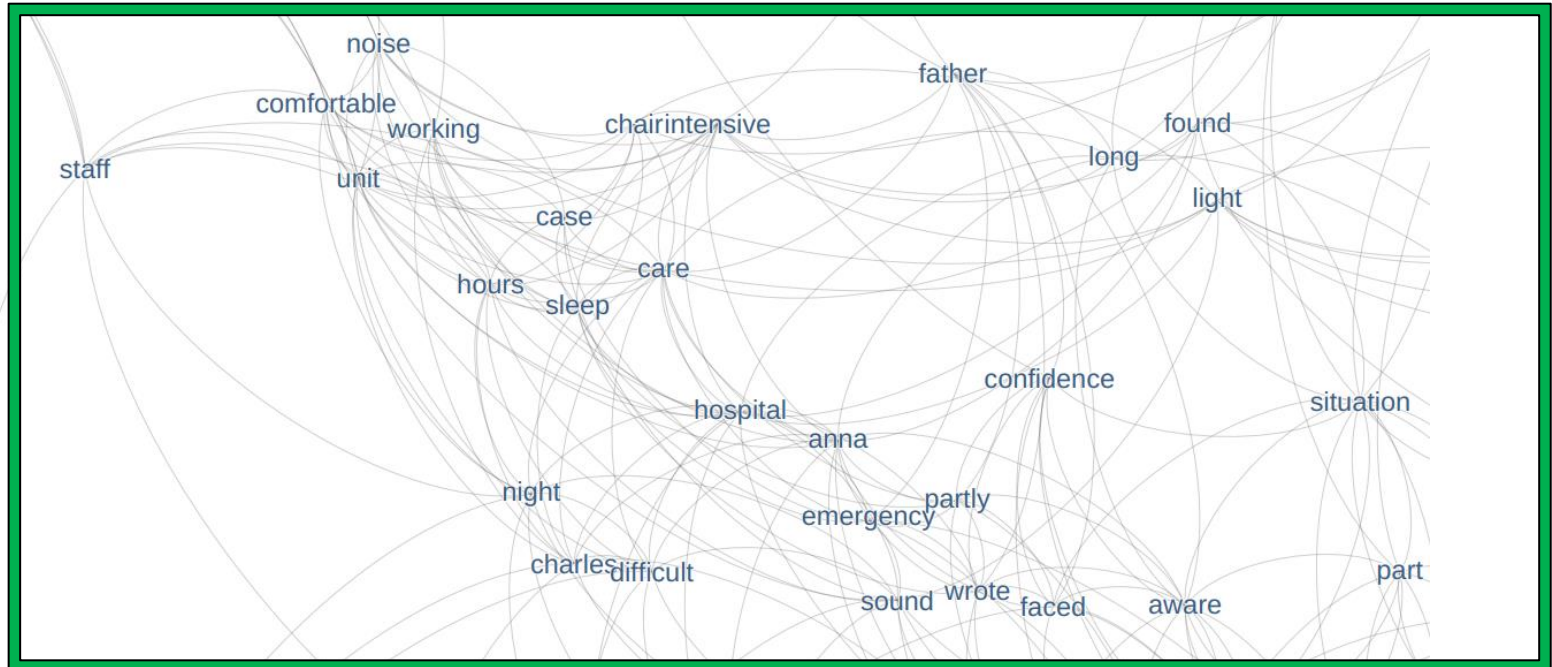 noise
father
comfortable
working
chairintensive
found
long
staff
unit
light
case
care
hours
sleep
confidence
situation
hospital
anna
night
partly
emergency
charles
difficult
part
sound
wrote
faced
aware